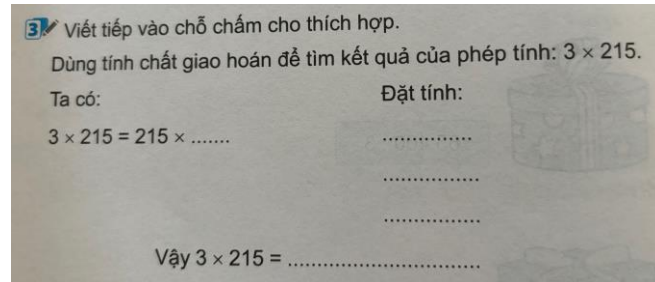 3 Viết tiếp vào chỗ chấm cho thích hợp.
Dùng tính chất giao hoán để tìm kết quả của phép tính: 3 × 215.
Ta có: Đặt tính:
3 × 215 = 215 × ....... ...............
................
................
Vậy 3 × 215 = ................................